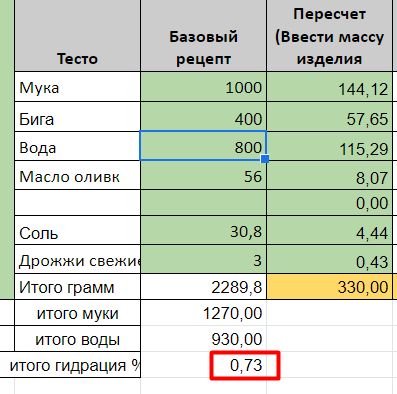 Тесто Базовый рецепт Пересчет (Ввести массу изделия
Мука 1000 144,12
Бига 400 57,65
Вода 800 115,29
Масло оливк 56 8,07
0,00
Соль 30,8 4,44
Дрожжи свежие 3 0,43
Итого грамм 2289,8 330,00
итого муки 1270,00
итого воды 930,00
итого гидрация % 0,73